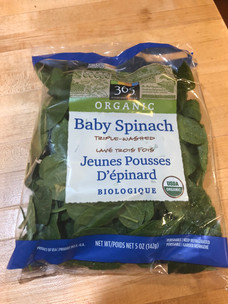 365
ORGANIC
Baby Spinach
TRIPLE-WASHED
LAVÉ TROIS FOIS
Jeunes Pousses
D'épinard
BIOLOGIQUE
USDA
ORGANIC
NET WT/POIDS NET 5 OZ (142g)